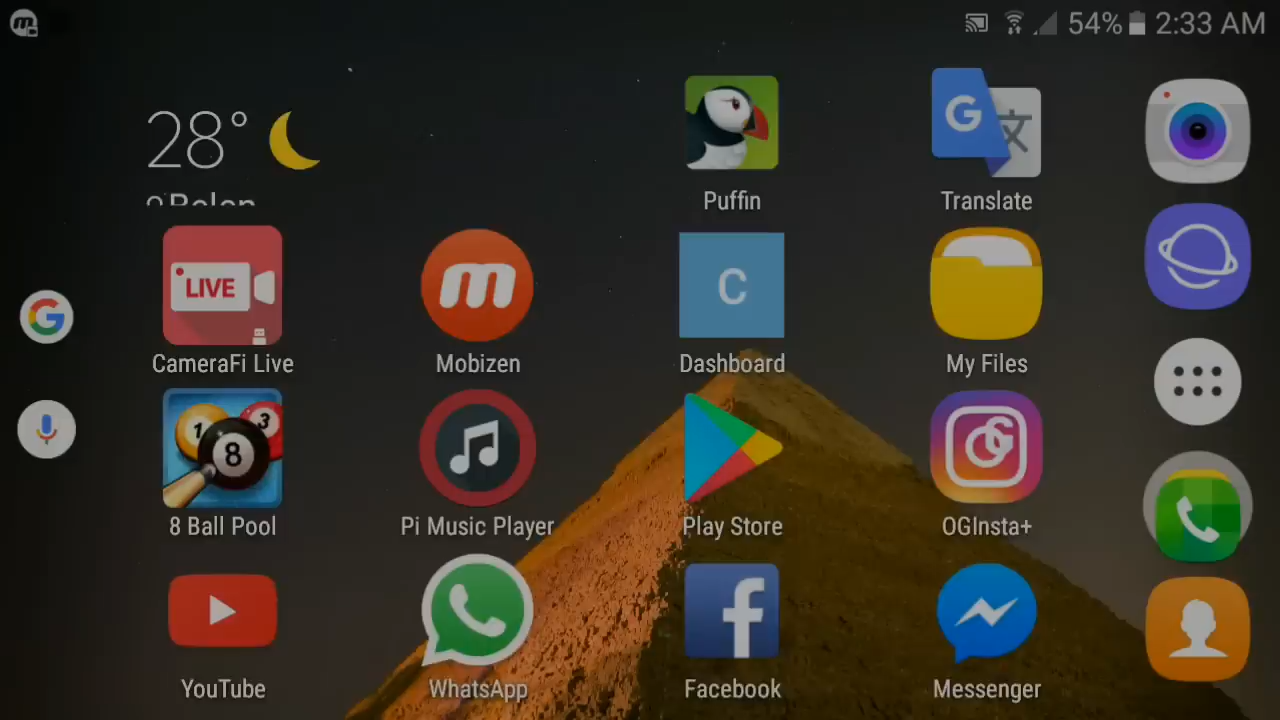 54% 2:33 AM
28°
Puffin
Translate
LIVE
CameraFi Live
Mobizen
C
Dashboard
My Files
8 Ball Pool
Pi Music Player
Play Store
OGInsta+
YouTube
WhatsApp
Facebook
Messenger